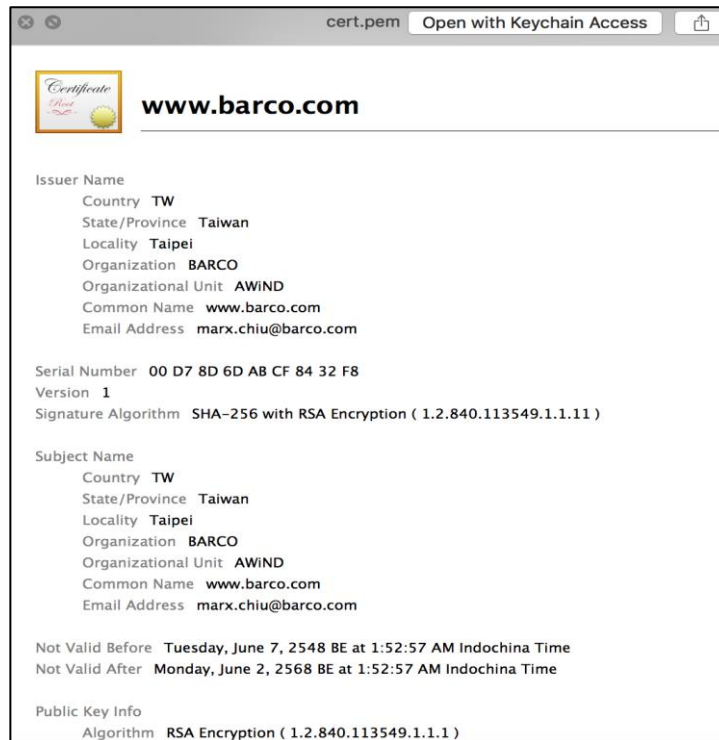 cert.pem Open with Keychain Access
Certificate
Root
www.barco.com
Issuer Name
Country TW
State/Province Taiwan
Locality Taipei
Organization BARCO
Organizational Unit AWiND
Common Name www.barco.com
Email Address marx.chiu@barco.com
Serial Number 00 D7 8D 6D AB CF 84 32 F8
Version 1
Signature Algorithm SHA-256 with RSA Encryption ( 1.2.840.113549.1.1.11 )
Subject Name
Country TW
State/Province Taiwan
Locality Taipei
Organization BARCO
Organizational Unit AWiND
Common Name www.barco.com
Email Address marx.chiu@barco.com
Not Valid Before Tuesday, June 7, 2548 BE at 1:52:57 AM Indochina Time
Not Valid After Monday, June 2, 2568 BE at 1:52:57 AM Indochina Time
Public Key Info
Algorithm RSA Encryption ( 1.2.840.113549.1.1.1 )